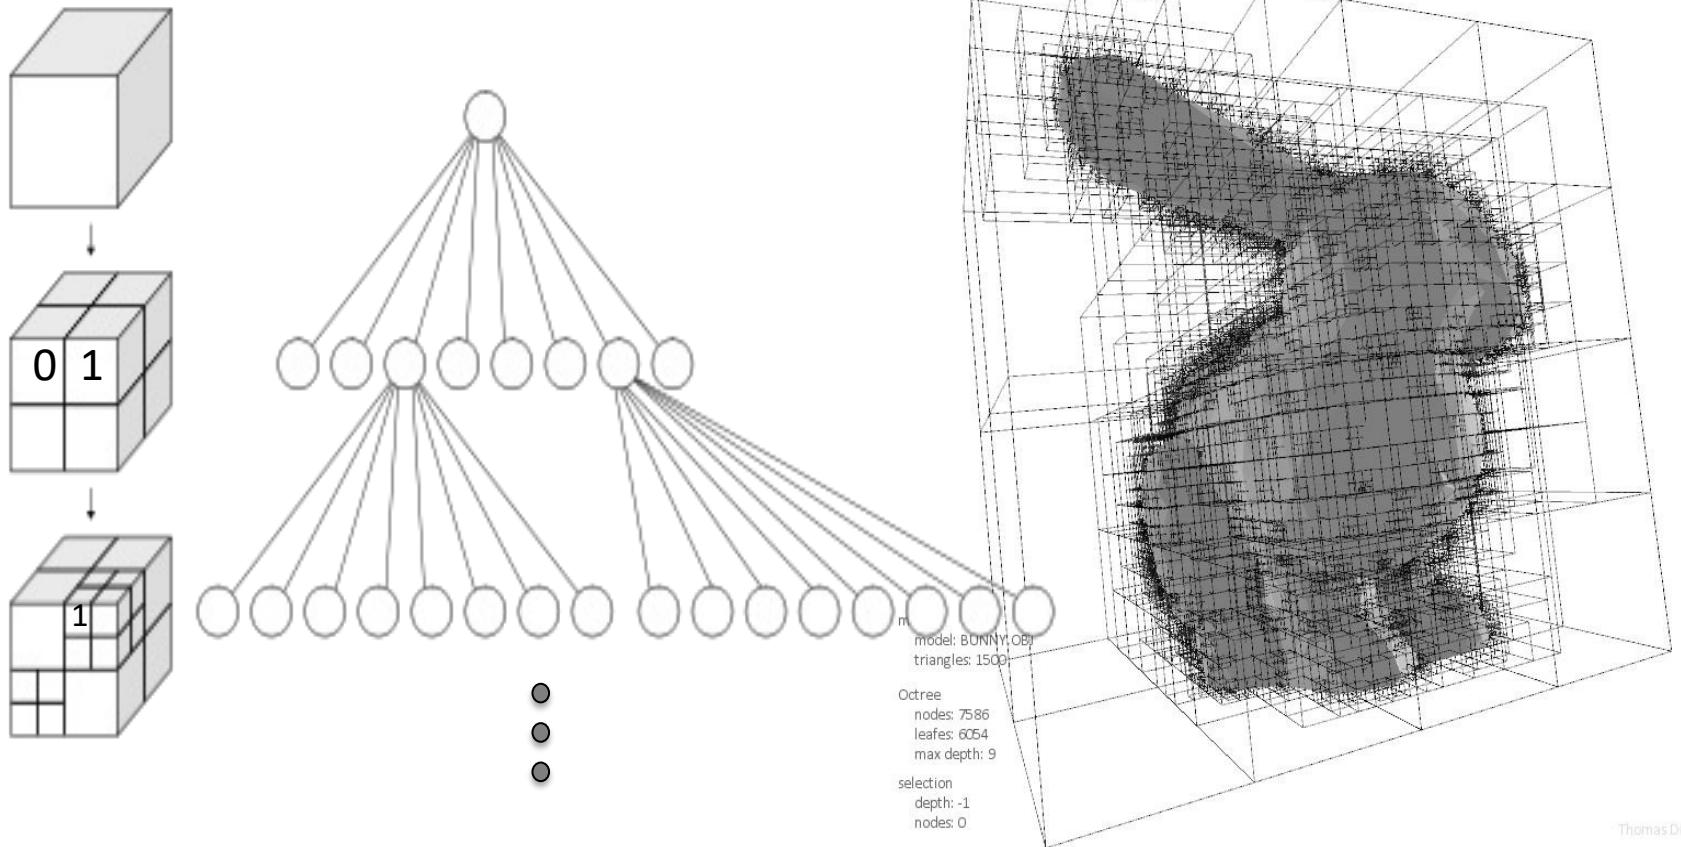 0 1
1
model: BUNNY.OBJ
triangles: 1500
Octree
nodes: 7586
leafes: 6054
max depth: 9
selection
depth: -1
nodes: 0
Thomas